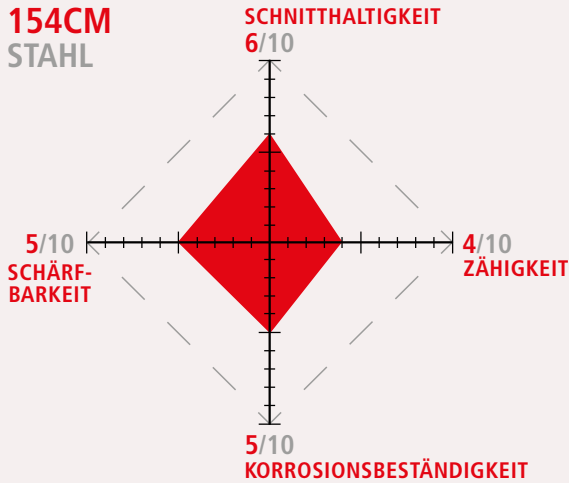 154CM
STAHL
SCHNITTHALTIGKEIT
6/10
5/10
SCHÄRF-
BARKEIT
4/10
ZÄHIGKEIT
5/10
KORROSIONSBESTÄNDIGKEIT